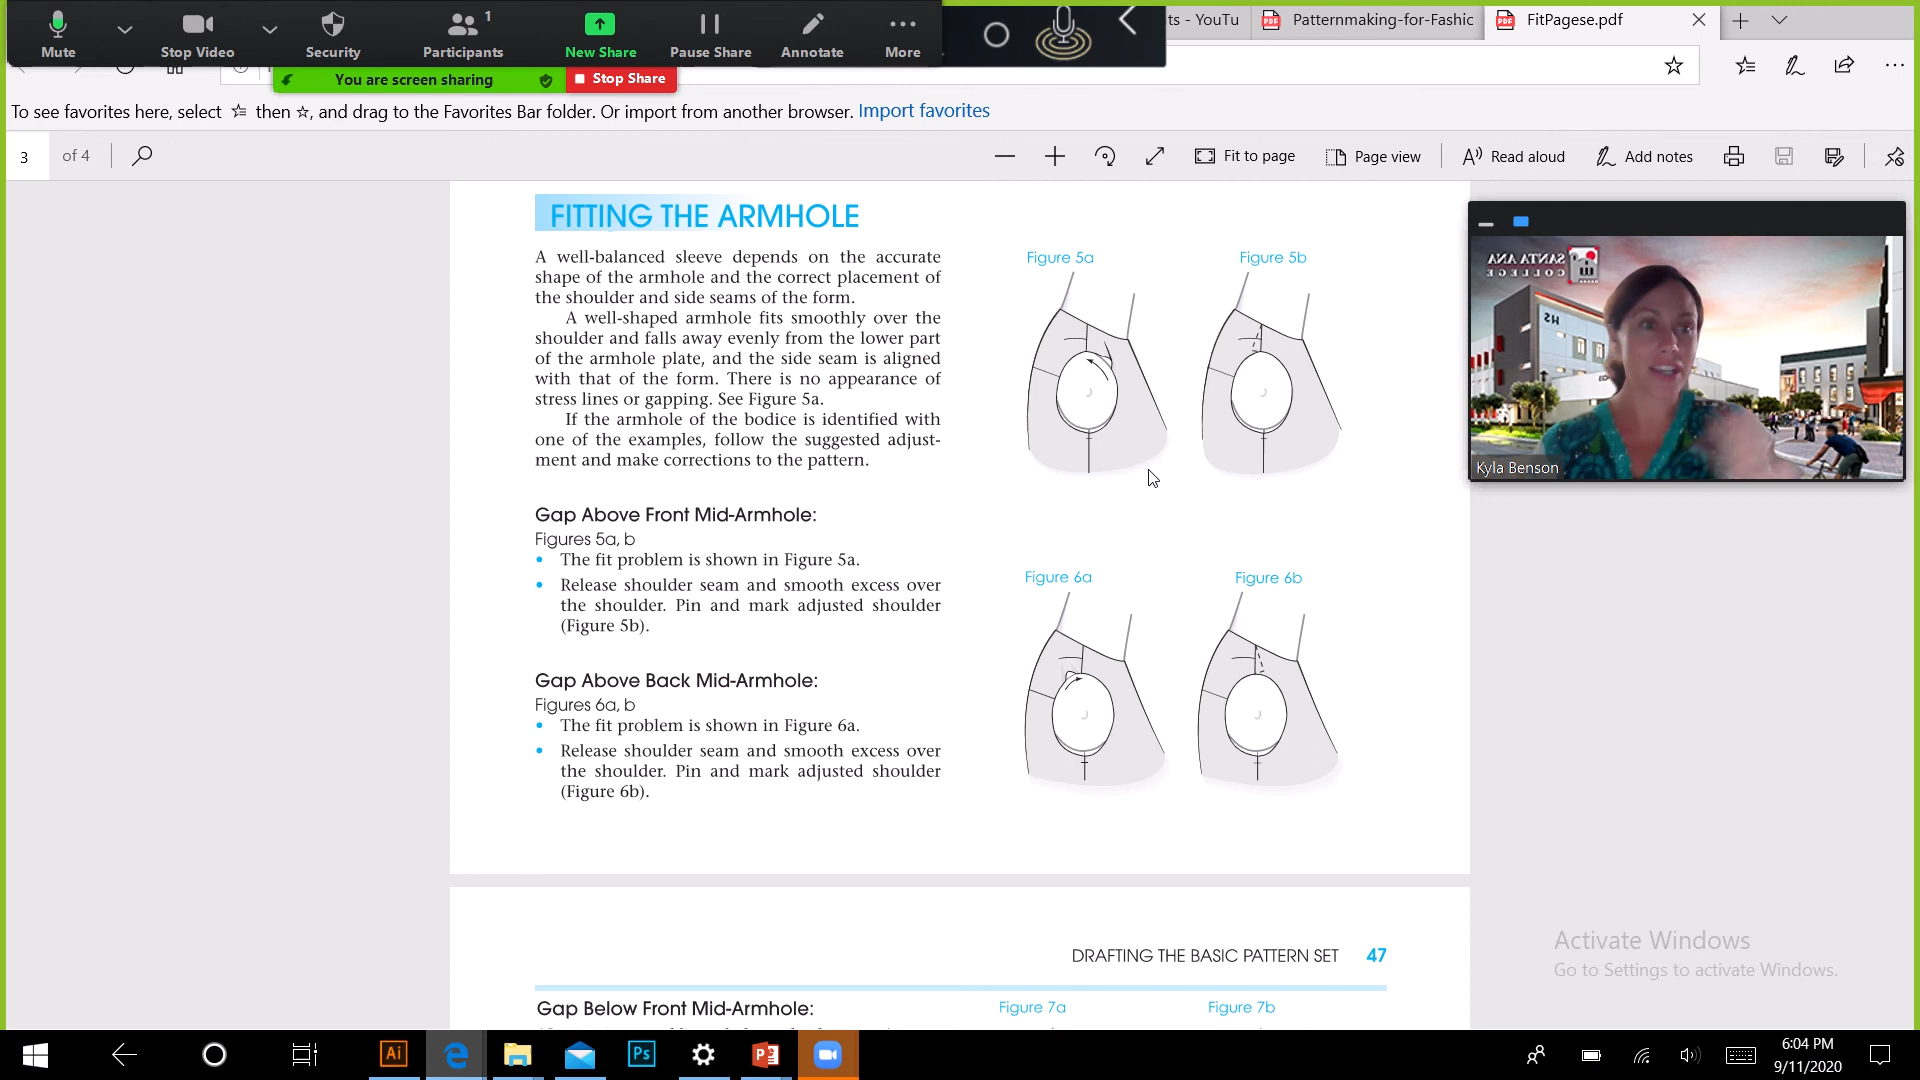 Mute
Stop Video
Security
Participants
1
New Share
Pause Share
Annotate
More
You are screen sharing
Stop Share
ts - YouTu
Patternmaking-for-Fashic
FitPagese.pdf
To see favorites here, select ☆ then ☆, and drag to the Favorites Bar folder. Or import from another browser. Import favorites
3 of 4
Fit to page
Page view
Read aloud
Add notes
FITTING THE ARMHOLE
A well-balanced sleeve depends on the accurate
shape of the armhole and the correct placement of
the shoulder and side seams of the form.
A well-shaped armhole fits smoothly over the
shoulder and falls away evenly from the lower part
of the armhole plate, and the side seam is aligned
with that of the form. There is no appearance of
stress lines or gapping. See Figure 5a.
If the armhole of the bodice is identified with
one of the examples, follow the suggested adjust-
ment and make corrections to the pattern.
Figure 5a
Figure 5b
Gap Above Front Mid-Armhole:
Figures 5a, b
• The fit problem is shown in Figure 5a.
• Release shoulder seam and smooth excess over
the shoulder. Pin and mark adjusted shoulder
(Figure 5b).
Figure 6a
Figure 6b
Gap Above Back Mid-Armhole:
Figures 6a, b
• The fit problem is shown in Figure 6a.
• Release shoulder seam and smooth excess over
the shoulder. Pin and mark adjusted shoulder
(Figure 6b).
SANTA ANA
COLLEGE
Kyla Benson
DRAFTING THE BASIC PATTERN SET 47
Gap Below Front Mid-Armhole:
Figure 7a
Figure 7b
Activate Windows
Go to Settings to activate Windows.
Ai
Ps
6:04 PM
9/11/2020